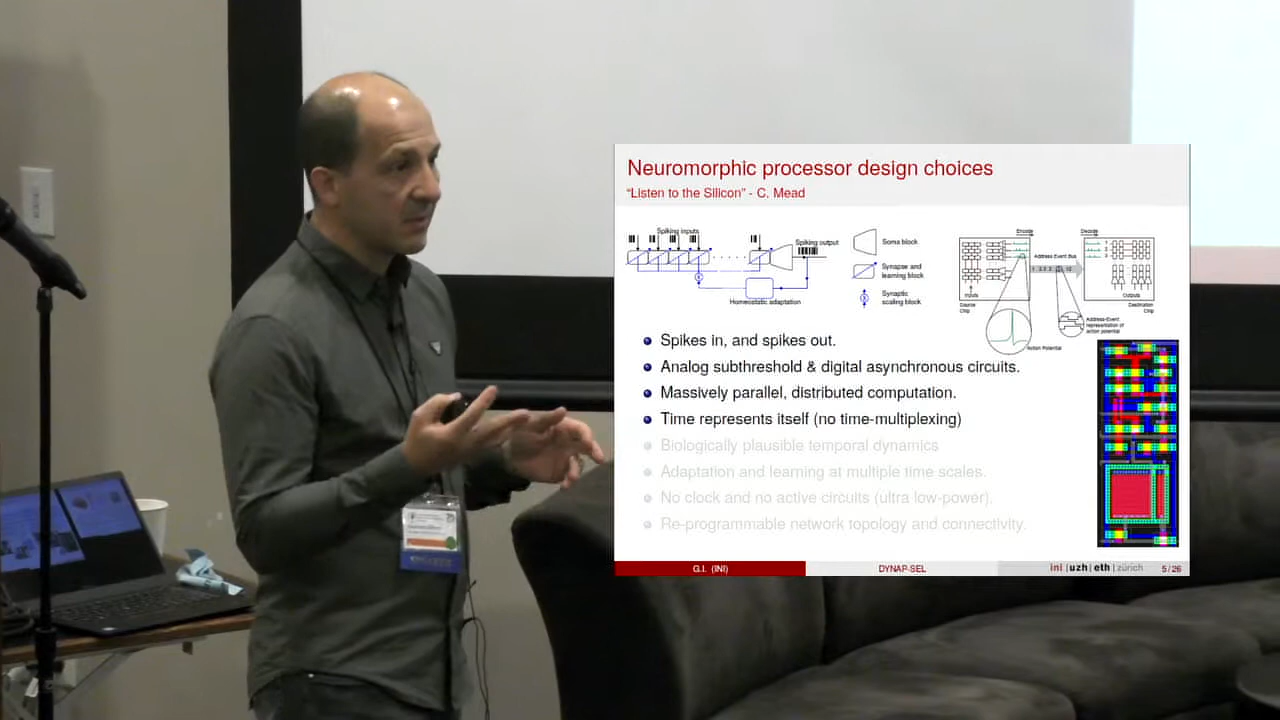 Neuromorphic processor design choices
"Listen to the Silicon" - C. Mead
Spiking inputs
Spiking output
Homeostatic adaptation
Soma block
Synapse and
learning block
Synaptic
scaling block
Encode
Decode
Address Event Bus
Inputs
Outputs
Source
Chip
Destination
Chip
Address-Event
representation of
action potential
Action Potential
Spikes in, and spikes out.
Analog subthreshold & digital asynchronous circuits.
Massively parallel, distributed computation.
Time represents itself (no time-multiplexing)
Biologically plausible temporal dynamics
Adaptation and learning at multiple time scales.
No clock and no active circuits (ultra low-power).
Re-programmable network topology and connectivity.
G.I. (INI)
DYNAP-SEL
ini | uzh | eth | zürich
5 / 26